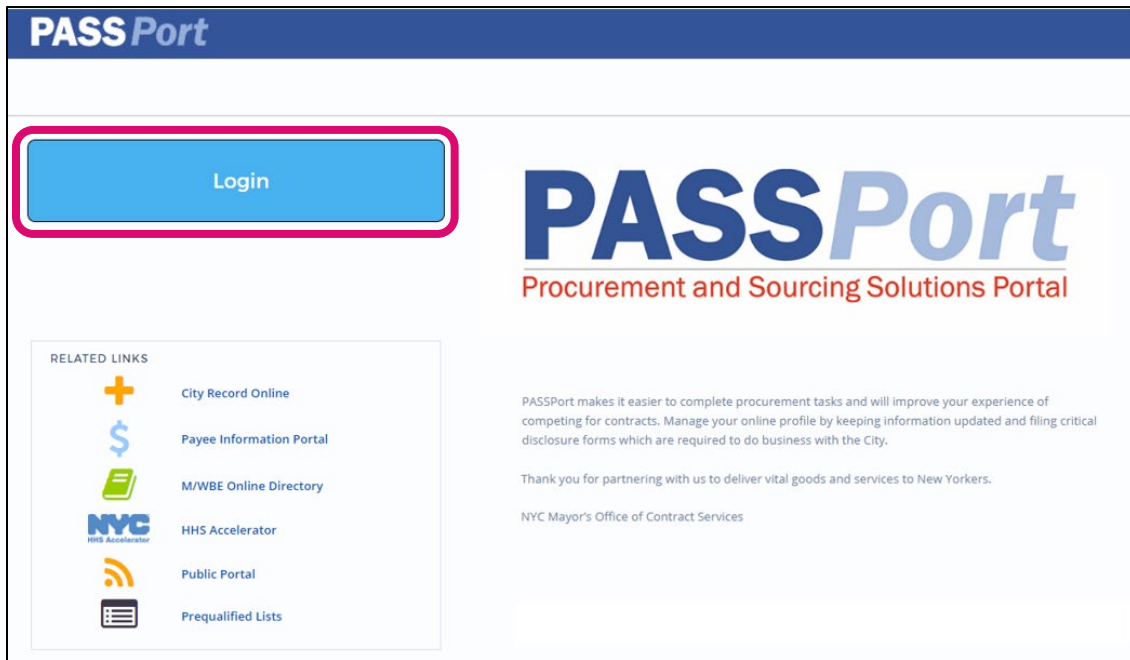 PASSPort
Login
PASSPort
Procurement and Sourcing Solutions Portal
RELATED LINKS
City Record Online
Payee Information Portal
M/WBE Online Directory
NYC
HHS Accelerator
HHS Accelerator
Public Portal
Prequalified Lists
PASSPort makes it easier to complete procurement tasks and will improve your experience of
competing for contracts. Manage your online profile by keeping information updated and filing critical
disclosure forms which are required to do business with the City.
Thank you for partnering with us to deliver vital goods and services to New Yorkers.
NYC Mayor's Office of Contract Services